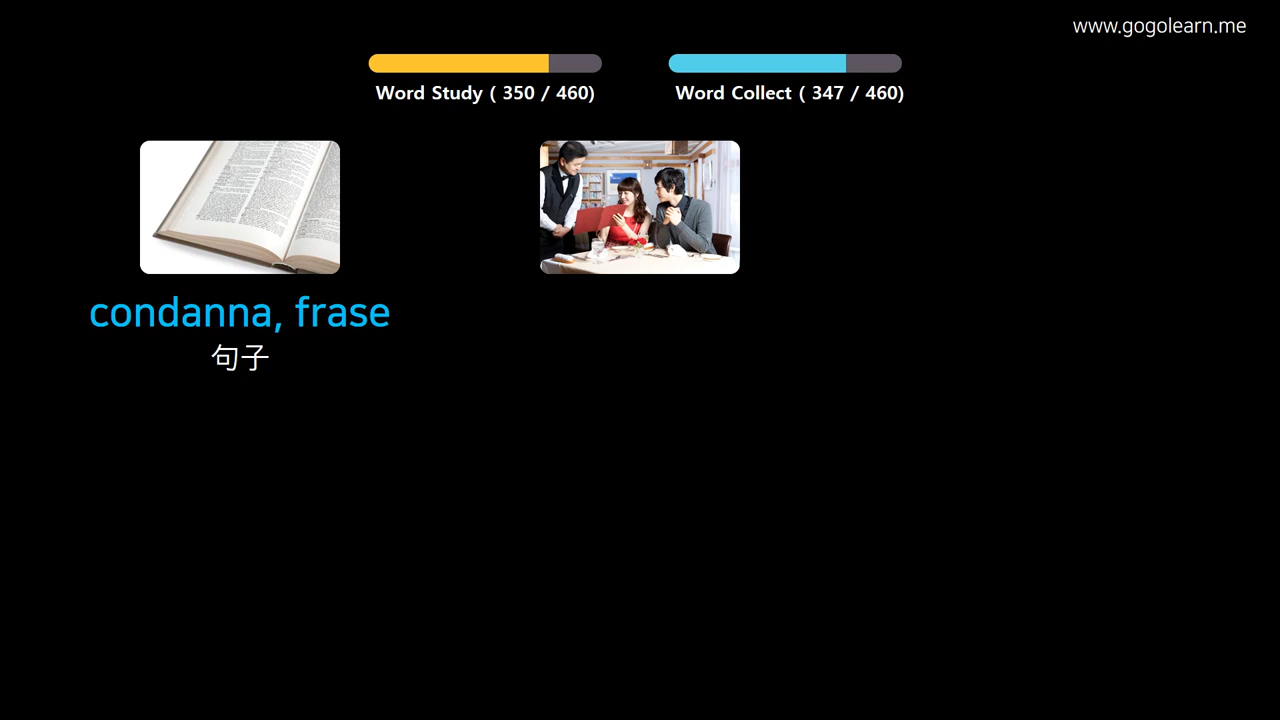 www.gogolearn.me
Word Study ( 350 / 460)
Word Collect ( 347 / 460)
condanna, frase
句子